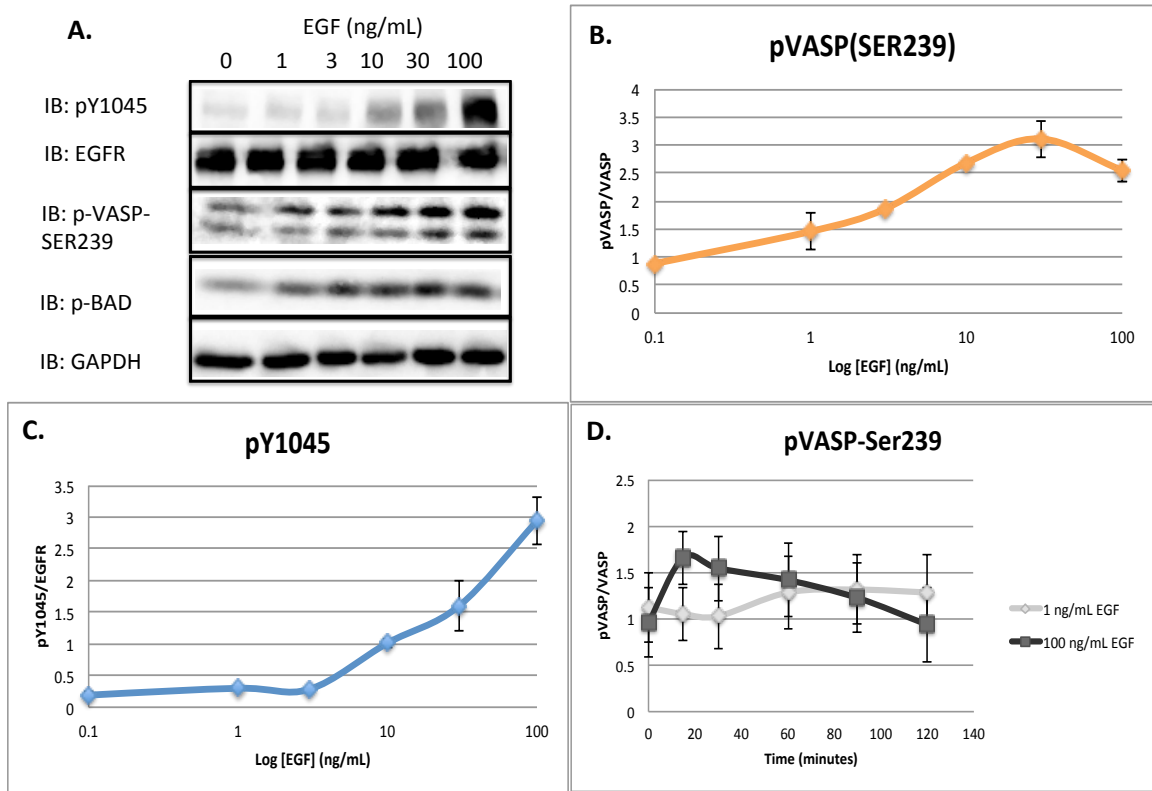 A.
EGF (ng/mL)
0 1 3 10 30 100
IB: pY1045
IB: EGFR
IB: p-VASP-
SER239
IB: p-BAD
IB: GAPDH
B.
pVASP(SER239)
pVASP/VASP
4
3.5
3
2.5
2
1.5
1
0.5
0
0.1 1 10 100
Log [EGF] (ng/mL)
C.
pY1045
pY1045/EGFR
3.5
3
2.5
2
1.5
1
0.5
0
0.1 1 10 100
Log [EGF] (ng/mL)
D.
pVASP-Ser239
pVASP/VASP
2.5
2
1.5
1
0.5
0
0 20 40 60 80 100 120 140
Time (minutes)
1 ng/mL EGF
100 ng/mL EGF